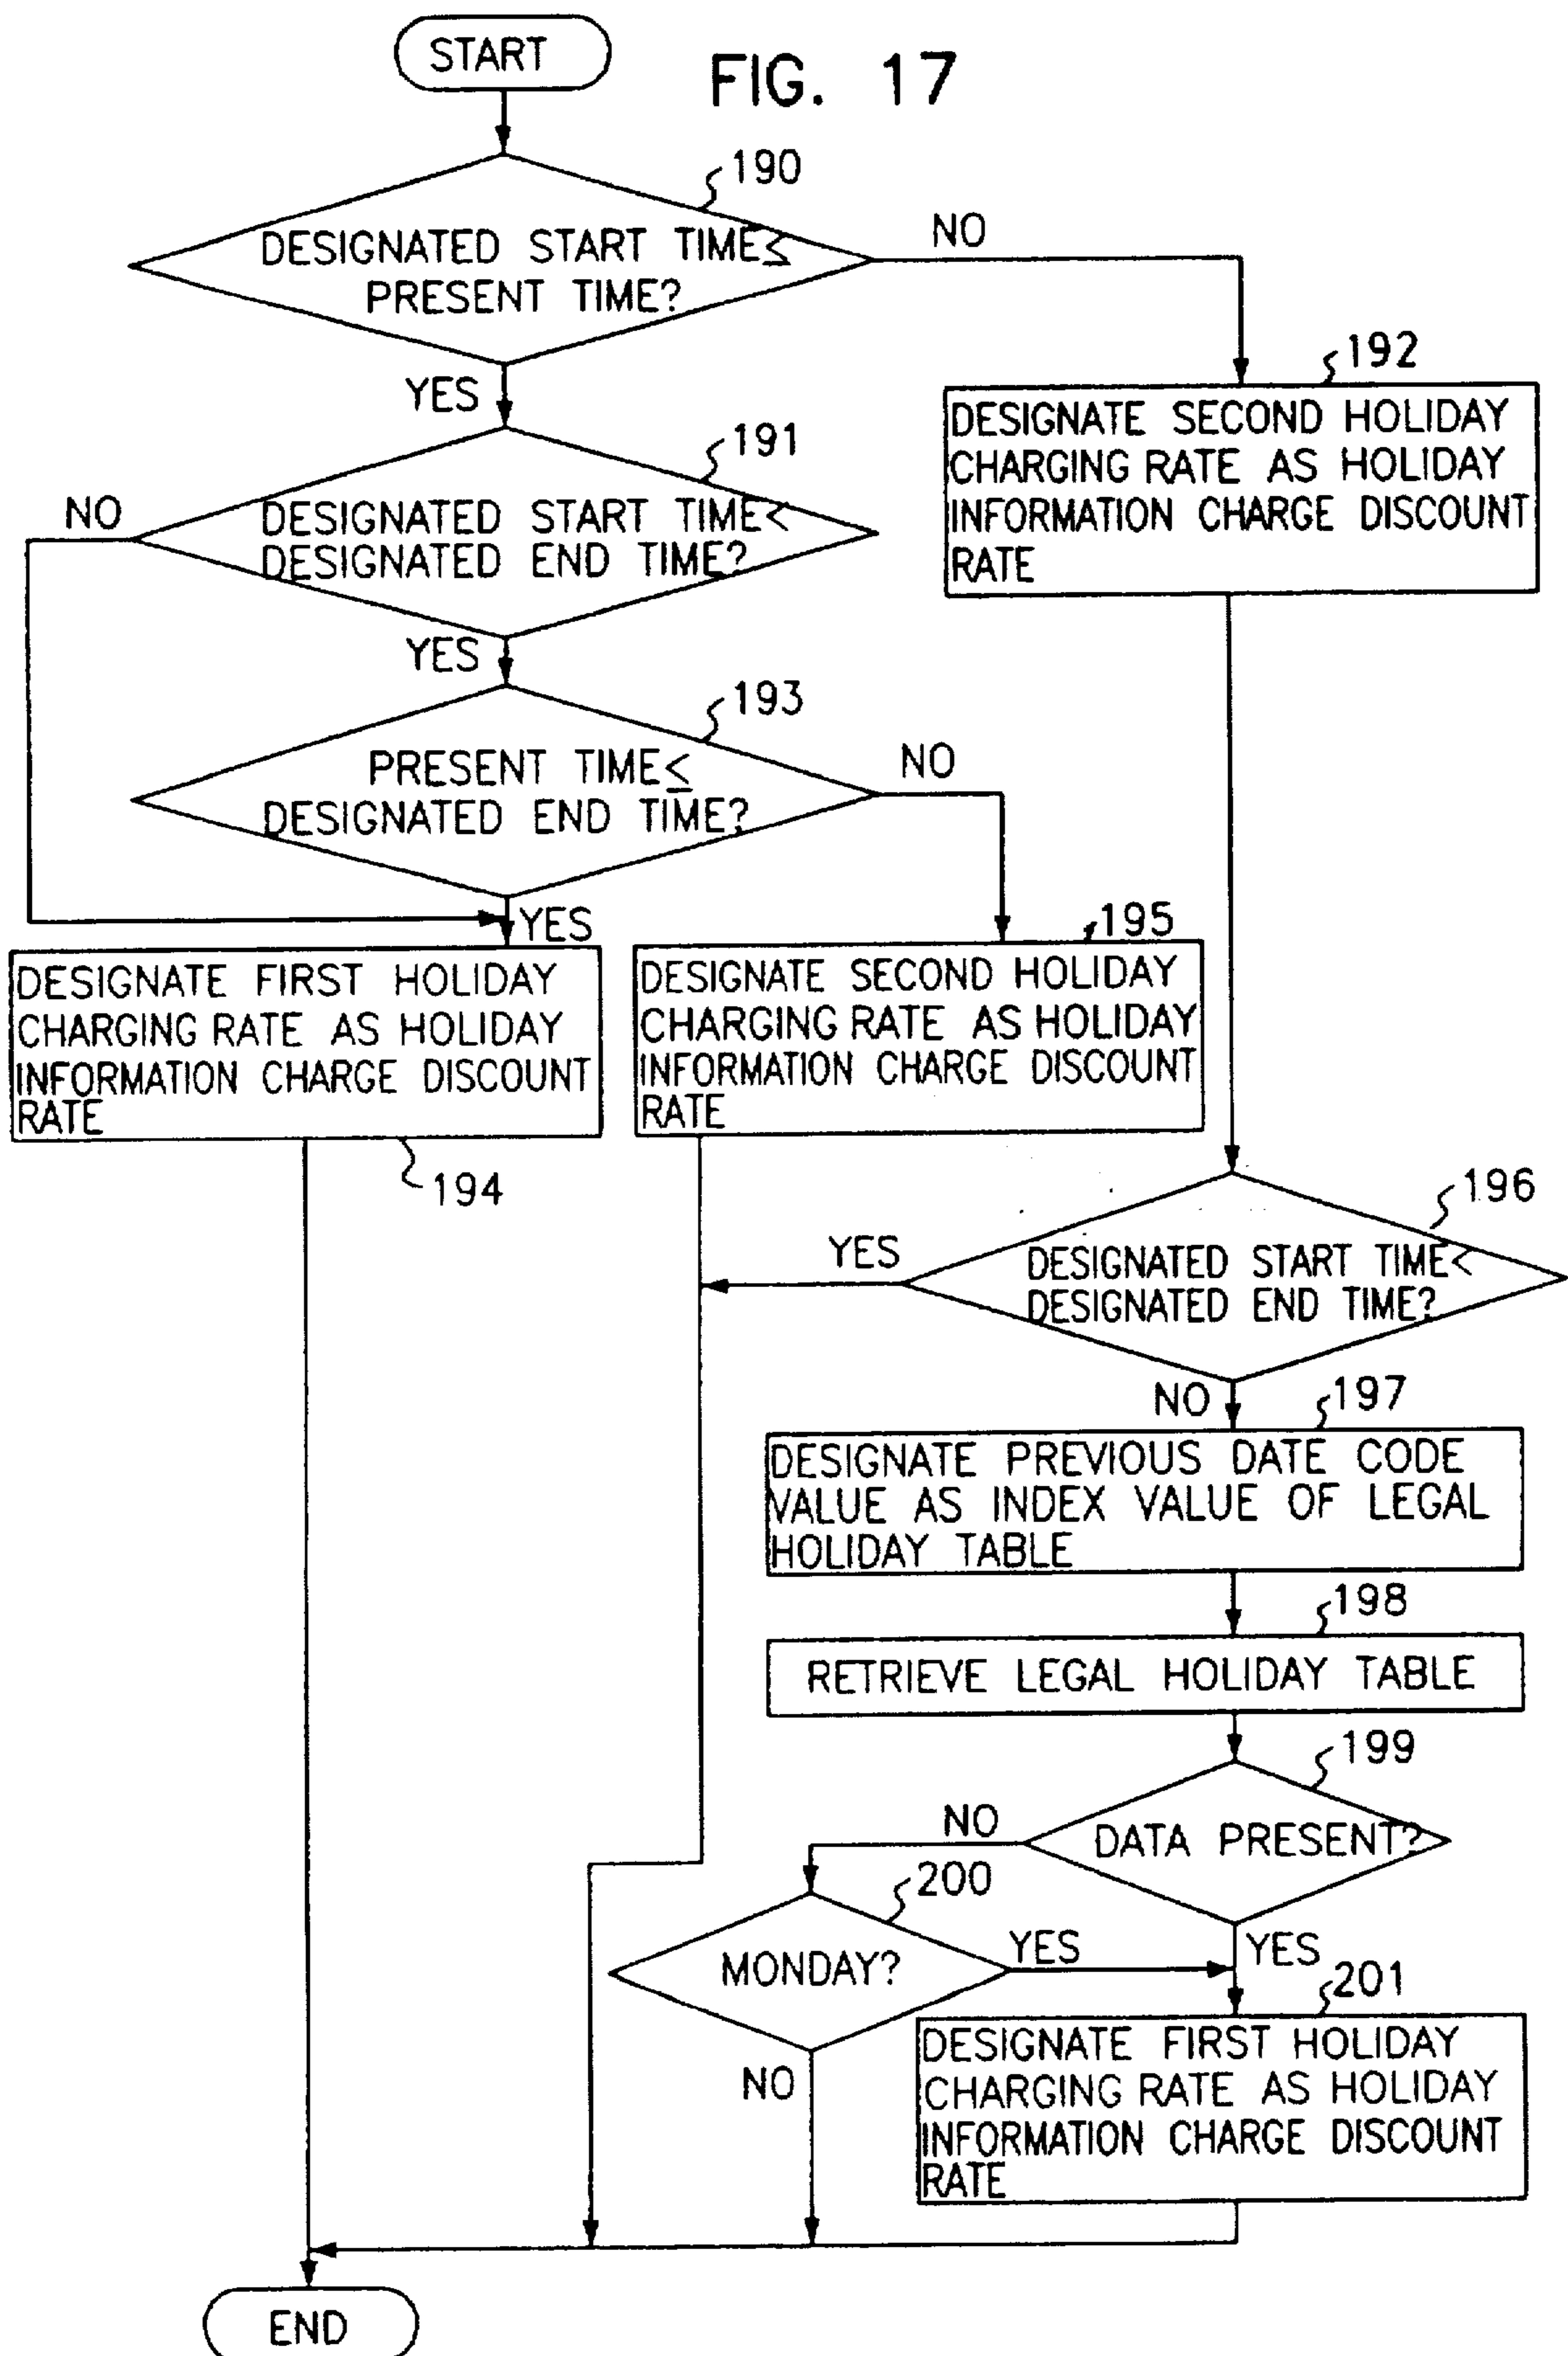 START
FIG. 17
190
DESIGNATED START TIME≤
PRESENT TIME?
NO
YES
192
DESIGNATE SECOND HOLIDAY
CHARGING RATE AS HOLIDAY
INFORMATION CHARGE DISCOUNT
RATE
191
NO
DESIGNATED START TIME<
DESIGNATED END TIME?
YES
193
PRESENT TIME≤
DESIGNATED END TIME?
NO
YES
DESIGNATE FIRST HOLIDAY
CHARGING RATE AS HOLIDAY
INFORMATION CHARGE DISCOUNT
RATE
194
195
DESIGNATE SECOND HOLIDAY
CHARGING RATE AS HOLIDAY
INFORMATION CHARGE DISCOUNT
RATE
196
YES
DESIGNATED START TIME<
DESIGNATED END TIME?
NO
197
DESIGNATE PREVIOUS DATE CODE
VALUE AS INDEX VALUE OF LEGAL
HOLIDAY TABLE
198
RETRIEVE LEGAL HOLIDAY TABLE
199
NO
DATA PRESENT?
200
MONDAY?
YES
YES
NO
201
DESIGNATE FIRST HOLIDAY
CHARGING RATE AS HOLIDAY
INFORMATION CHARGE DISCOUNT
RATE
END